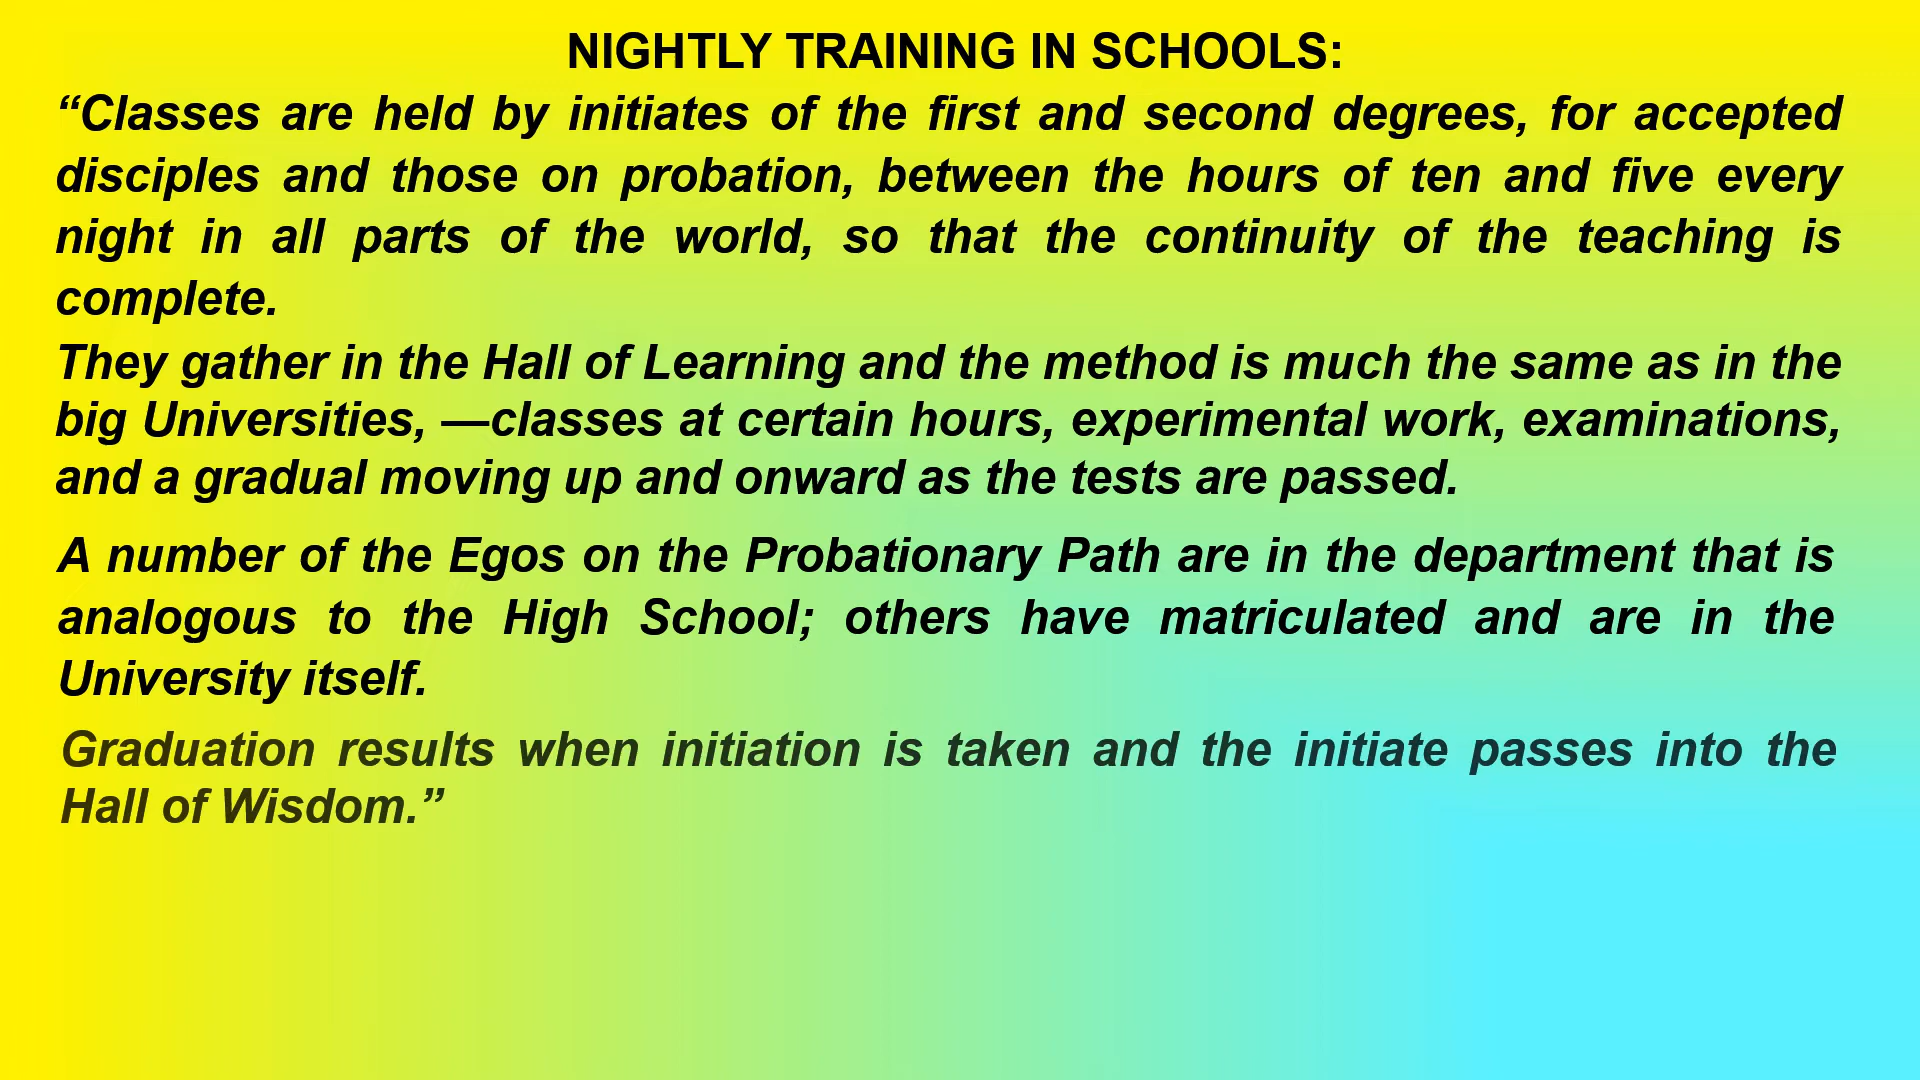 NIGHTLY TRAINING IN SCHOOLS:
“Classes are held by initiates of the first and second degrees, for accepted
disciples and those on probation, between the hours of ten and five every
night in all parts of the world, so that the continuity of the teaching is
complete.
They gather in the Hall of Learning and the method is much the same as in the
big Universities, —classes at certain hours, experimental work, examinations,
and a gradual moving up and onward as the tests are passed.
A number of the Egos on the Probationary Path are in the department that is
analogous to the High School; others have matriculated and are in the
University itself.
Graduation results when initiation is taken and the initiate passes into the
Hall of Wisdom.”